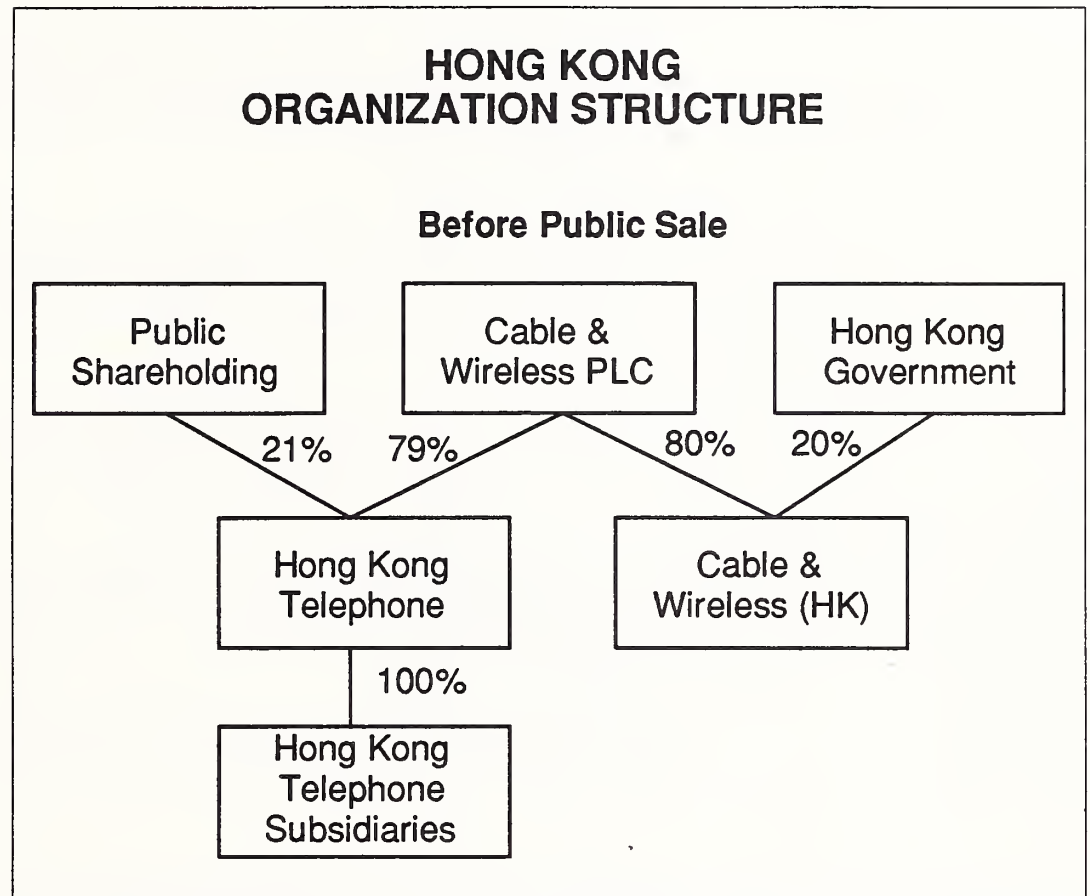 HONG KONG
ORGANIZATION STRUCTURE
Before Public Sale
Public
Shareholding
Cable &
Wireless PLC
Hong Kong
Government
21%
79%
80%
20%
Hong Kong
Telephone
Cable &
Wireless (HK)
100%
Hong Kong
Telephone
Subsidiaries